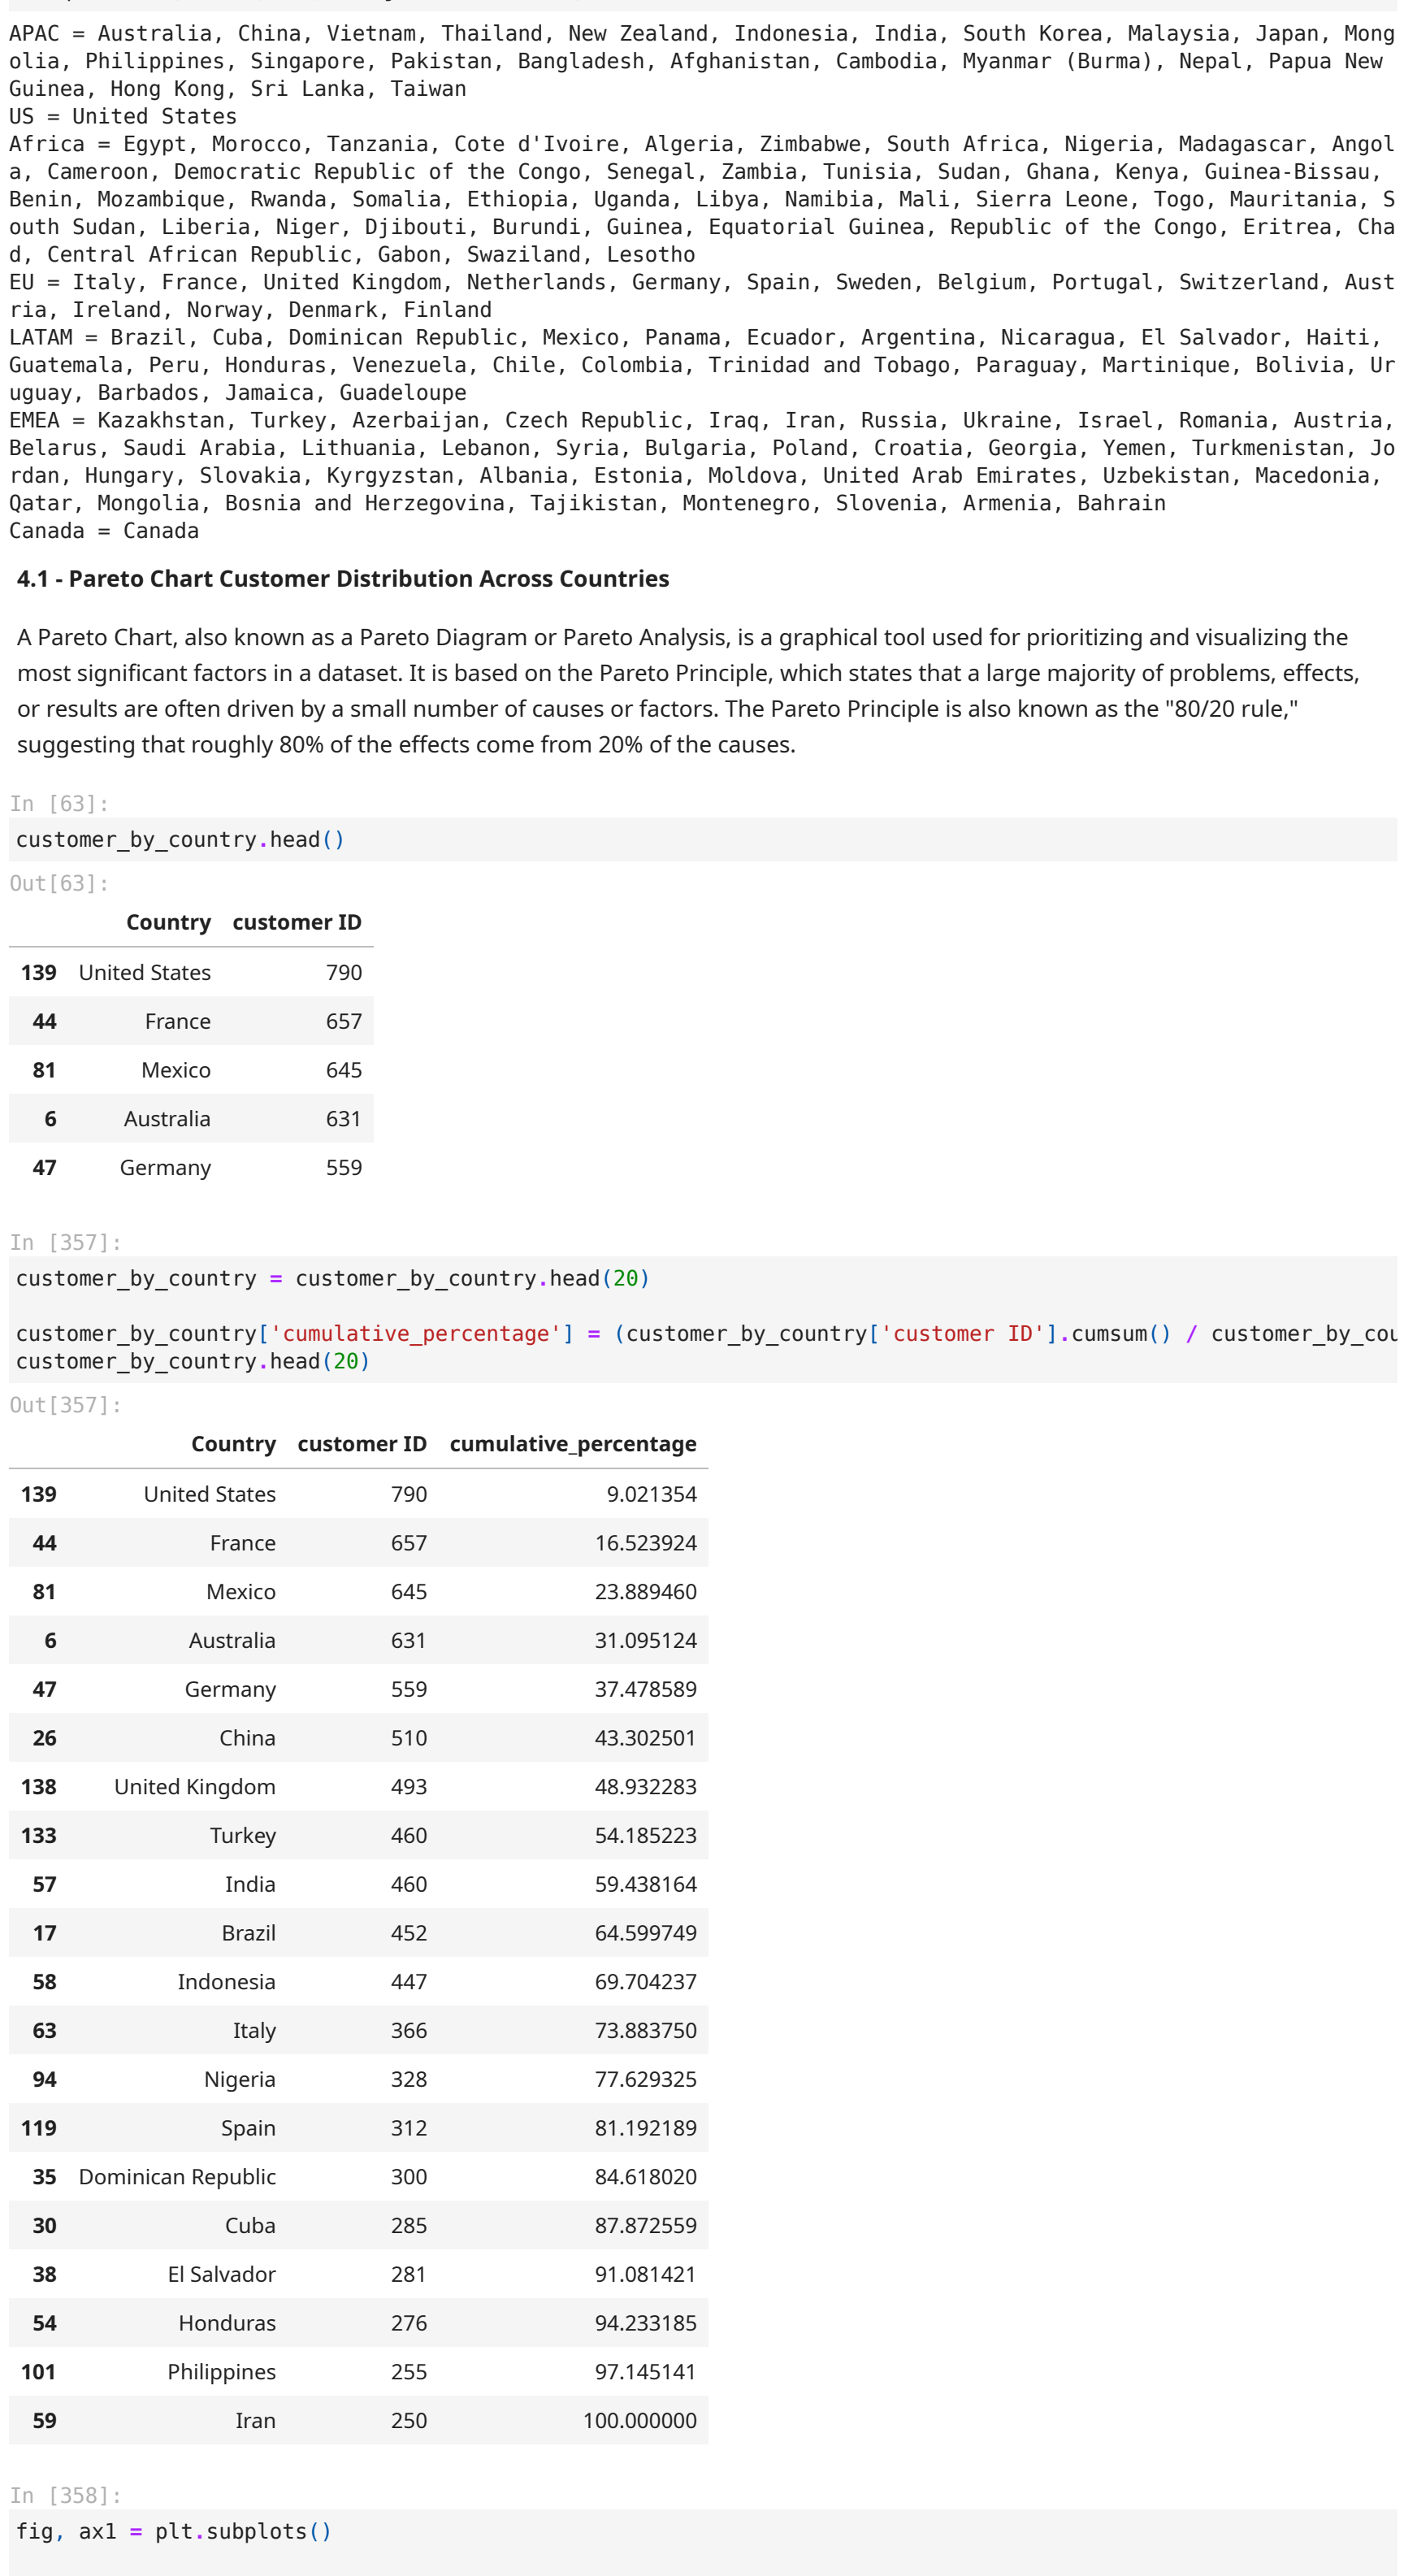 APAC = Australia, China, Vietnam, Thailand, New Zealand, Indonesia, India, South Korea, Malaysia, Japan, Mong
olia, Philippines, Singapore, Pakistan, Bangladesh, Afghanistan, Cambodia, Myanmar (Burma), Nepal, Papua New
Guinea, Hong Kong, Sri Lanka, Taiwan
US = United States
Africa = Egypt, Morocco, Tanzania, Cote d'Ivoire, Algeria, Zimbabwe, South Africa, Nigeria, Madagascar, Angol
a, Cameroon, Democratic Republic of the Congo, Senegal, Zambia, Tunisia, Sudan, Ghana, Kenya, Guinea-Bissau,
Benin, Mozambique, Rwanda, Somalia, Ethiopia, Uganda, Libya, Namibia, Mali, Sierra Leone, Togo, Mauritania, S
outh Sudan, Liberia, Niger, Djibouti, Burundi, Guinea, Equatorial Guinea, Republic of the Congo, Eritrea, Cha
d, Central African Republic, Gabon, Swaziland, Lesotho
EU = Italy, France, United Kingdom, Netherlands, Germany, Spain, Sweden, Belgium, Portugal, Switzerland, Aust
ria, Ireland, Norway, Denmark, Finland
LATAM = Brazil, Cuba, Dominican Republic, Mexico, Panama, Ecuador, Argentina, Nicaragua, El Salvador, Haiti,
Guatemala, Peru, Honduras, Venezuela, Chile, Colombia, Trinidad and Tobago, Paraguay, Martinique, Bolivia, Ur
uguay, Barbados, Jamaica, Guadeloupe
EMEA = Kazakhstan, Turkey, Azerbaijan, Czech Republic, Iraq, Iran, Russia, Ukraine, Israel, Romania, Austria,
Belarus, Saudi Arabia, Lithuania, Lebanon, Syria, Bulgaria, Poland, Croatia, Georgia, Yemen, Turkmenistan, Jo
rdan, Hungary, Slovakia, Kyrgyzstan, Albania, Estonia, Moldova, United Arab Emirates, Uzbekistan, Macedonia,
Qatar, Mongolia, Bosnia and Herzegovina, Tajikistan, Montenegro, Slovenia, Armenia, Bahrain
Canada = Canada
4.1 - Pareto Chart Customer Distribution Across Countries
A Pareto Chart, also known as a Pareto Diagram or Pareto Analysis, is a graphical tool used for prioritizing and visualizing the
most significant factors in a dataset. It is based on the Pareto Principle, which states that a large majority of problems, effects,
or results are often driven by a small number of causes or factors. The Pareto Principle is also known as the "80/20 rule,"
suggesting that roughly 80% of the effects come from 20% of the causes.
In [63]:
customer_by_country.head()
Out[63]:
Country customer ID
139 United States 790
44 France 657
81 Mexico 645
6 Australia 631
47 Germany 559
In [357]:
customer_by_country = customer_by_country.head(20)
customer_by_country['cumulative_percentage'] = (customer_by_country['customer ID'].cumsum() / customer_by_cou
customer_by_country.head(20)
Out[357]:
Country customer ID cumulative_percentage
139 United States 790 9.021354
44 France 657 16.523924
81 Mexico 645 23.889460
6 Australia 631 31.095124
47 Germany 559 37.478589
26 China 510 43.302501
138 United Kingdom 493 48.932283
133 Turkey 460 54.185223
57 India 460 59.438164
17 Brazil 452 64.599749
58 Indonesia 447 69.704237
63 Italy 366 73.883750
94 Nigeria 328 77.629325
119 Spain 312 81.192189
35 Dominican Republic 300 84.618020
30 Cuba 285 87.872559
38 El Salvador 281 91.081421
54 Honduras 276 94.233185
101 Philippines 255 97.145141
59 Iran 250 100.000000
In [358]:
fig, ax1 = plt.subplots()